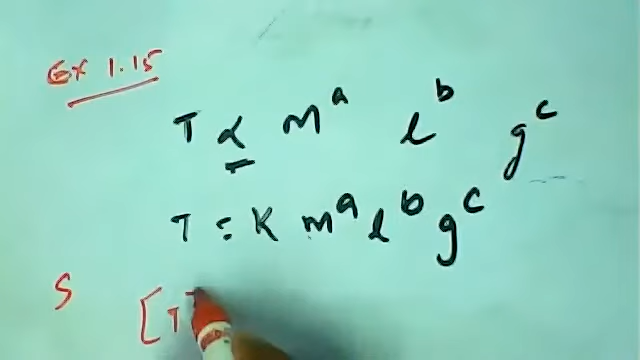 Ex 1.15
T ∝ m^a l^b g^c
T = K m^a l^b g^c
S [T